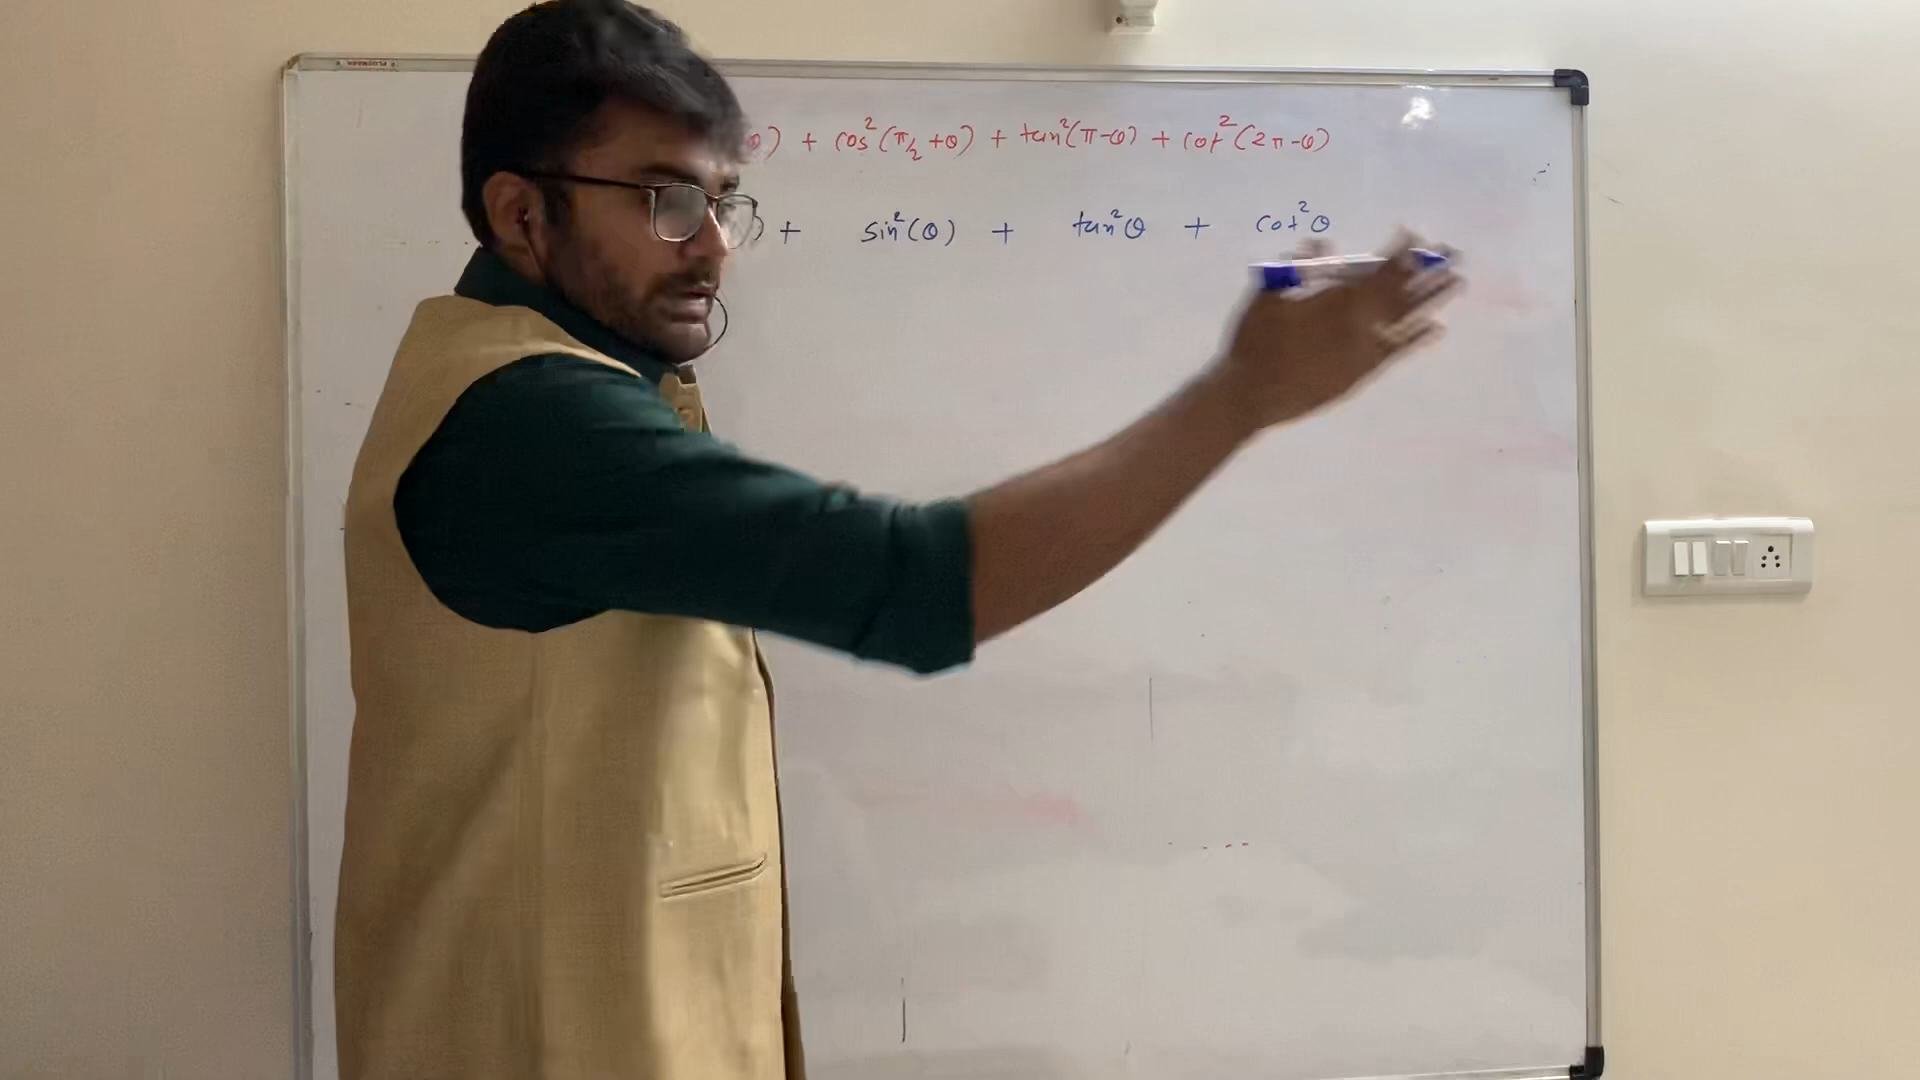 θ) + cos²(π/2 +θ) + tan²(π-θ) + cot²(2π-θ)
) + sin²(θ) + tan²θ + cot²θ